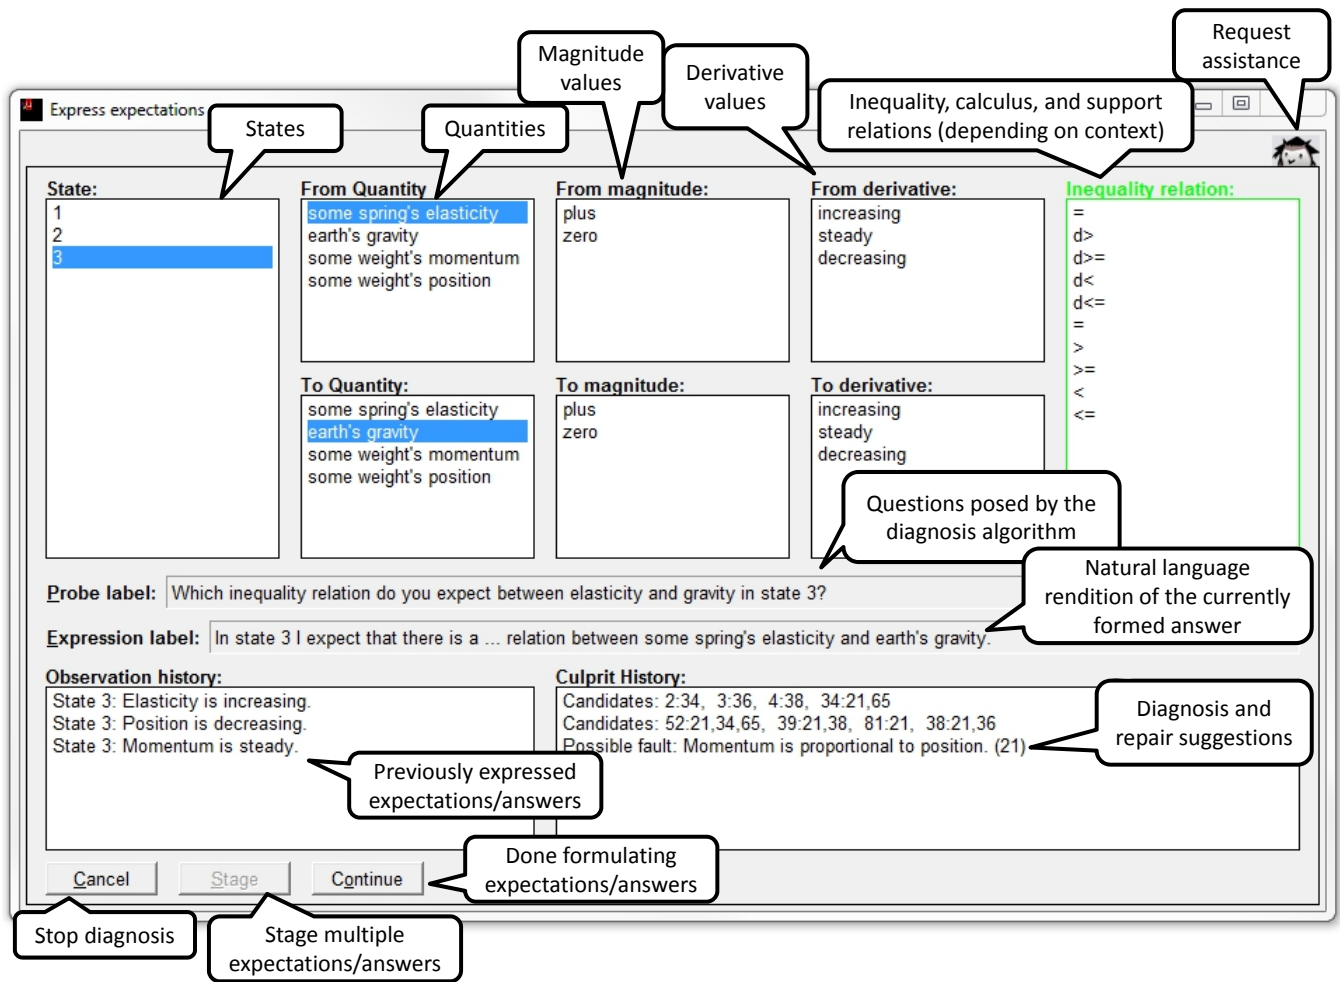 Request
assistance
Magnitude
values
Derivative
values
Inequality, calculus, and support
relations (depending on context)
Express expectations
States
Quantities
State:
1
2
3
From Quantity
some spring's elasticity
earth's gravity
some weight's momentum
some weight's position
From magnitude:
plus
zero
From derivative:
increasing
steady
decreasing
Inequality relation:
=
d>
d>=
d<
d<=
=
>
>=
<
<=
To Quantity:
some spring's elasticity
earth's gravity
some weight's momentum
some weight's position
To magnitude:
plus
zero
To derivative:
increasing
steady
decreasing
Questions posed by the
diagnosis algorithm
Probe label: Which inequality relation do you expect between elasticity and gravity in state 3?
Natural language
rendition of the currently
formed answer
Expression label: In state 3 I expect that there is a ... relation between some spring's elasticity and earth's gravity.
Observation history:
State 3: Elasticity is increasing.
State 3: Position is decreasing.
State 3: Momentum is steady.
Previously expressed
expectations/answers
Culprit History:
Candidates: 2:34, 3:36, 4:38, 34:21,65
Candidates: 52:21,34,65, 39:21,38, 81:21, 38:21,36
Possible fault: Momentum is proportional to position. (21)
Diagnosis and
repair suggestions
Cancel
Stage
Continue
Done formulating
expectations/answers
Stop diagnosis
Stage multiple
expectations/answers